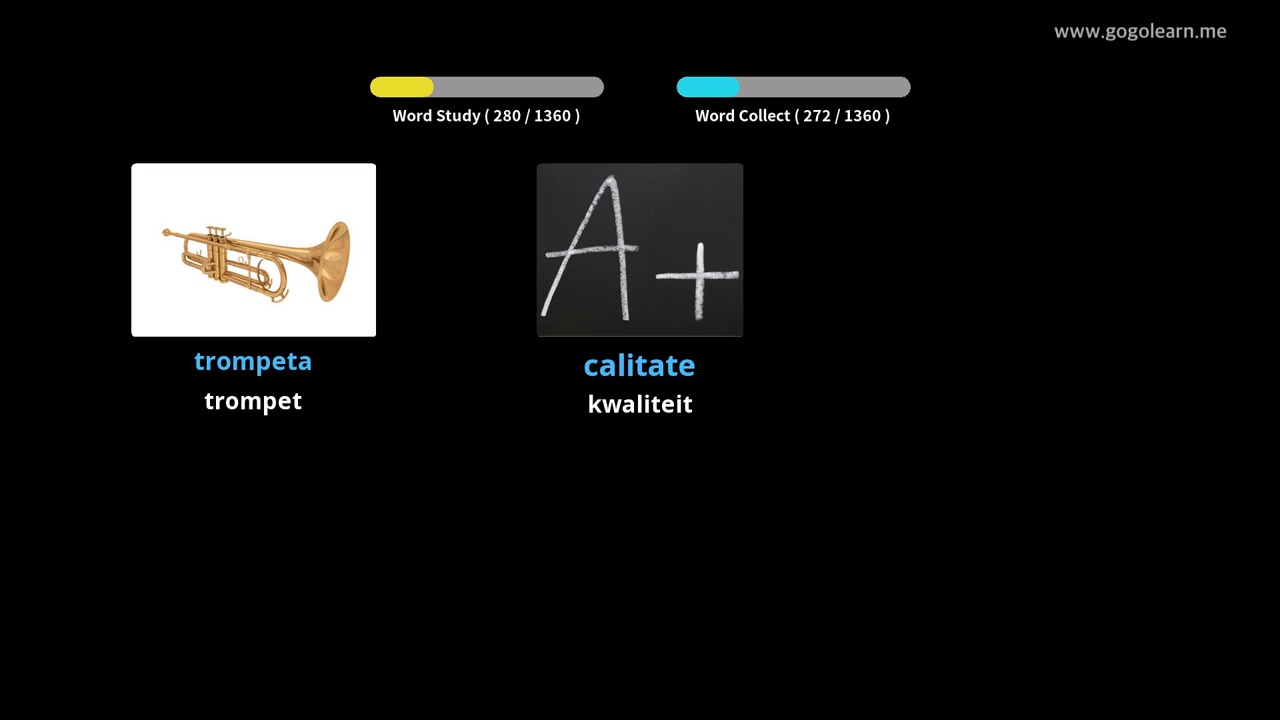 www.gogolearn.me
Word Study ( 280 / 1360 )
Word Collect ( 272 / 1360 )
A+
trompeta
trompet
calitate
kwaliteit